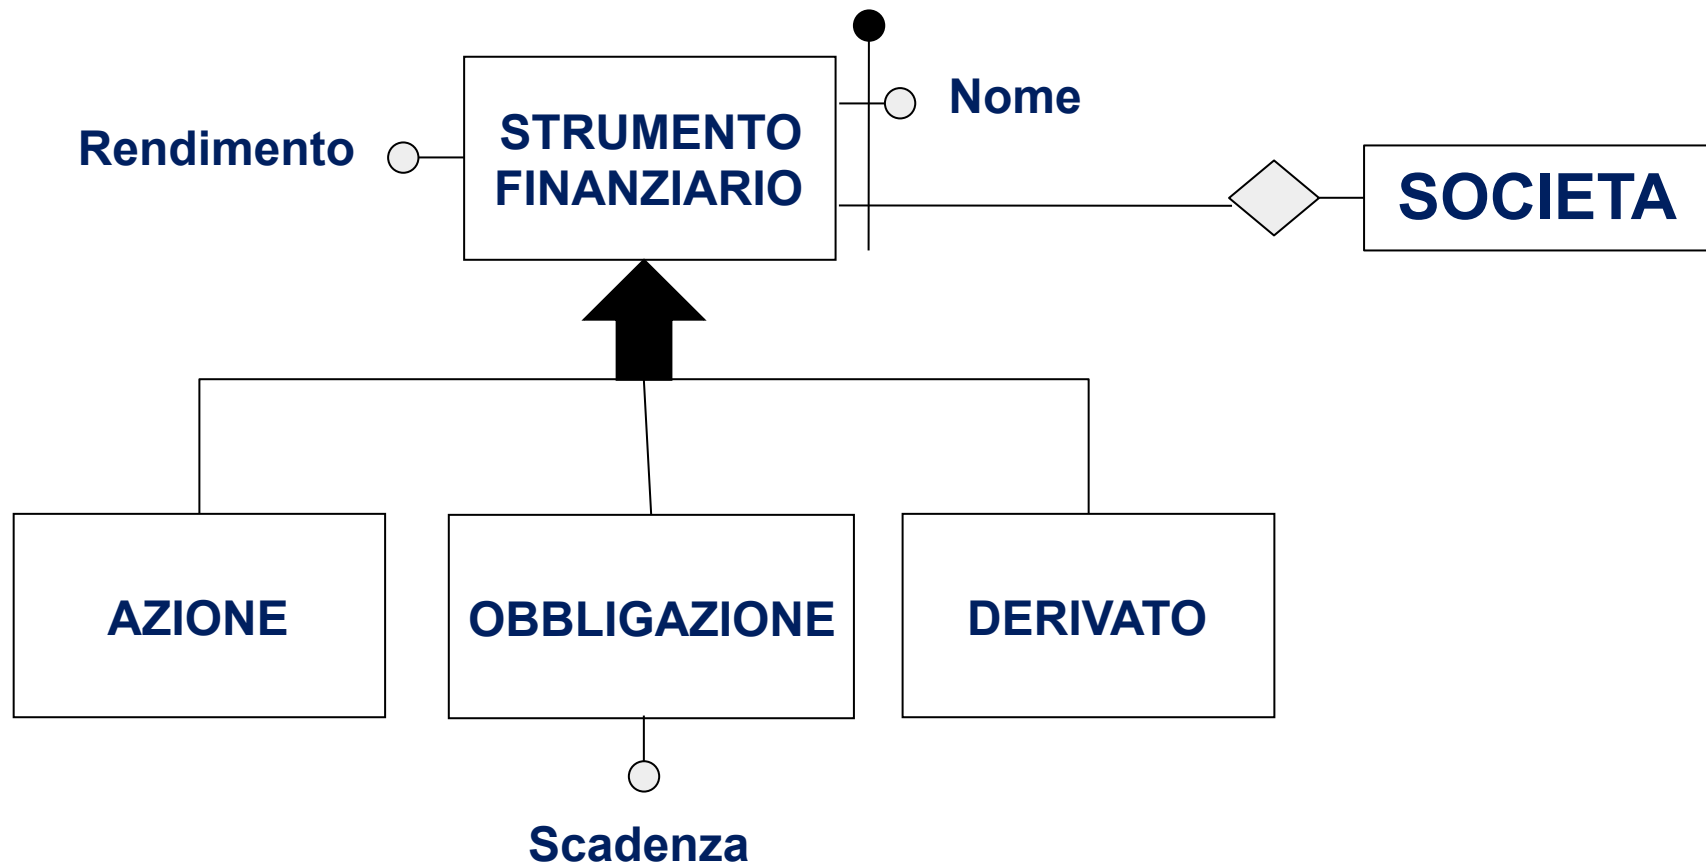 Nome
Rendimento
STRUMENTO
FINANZIARIO
SOCIETA
AZIONE
OBBLIGAZIONE
DERIVATO
Scadenza